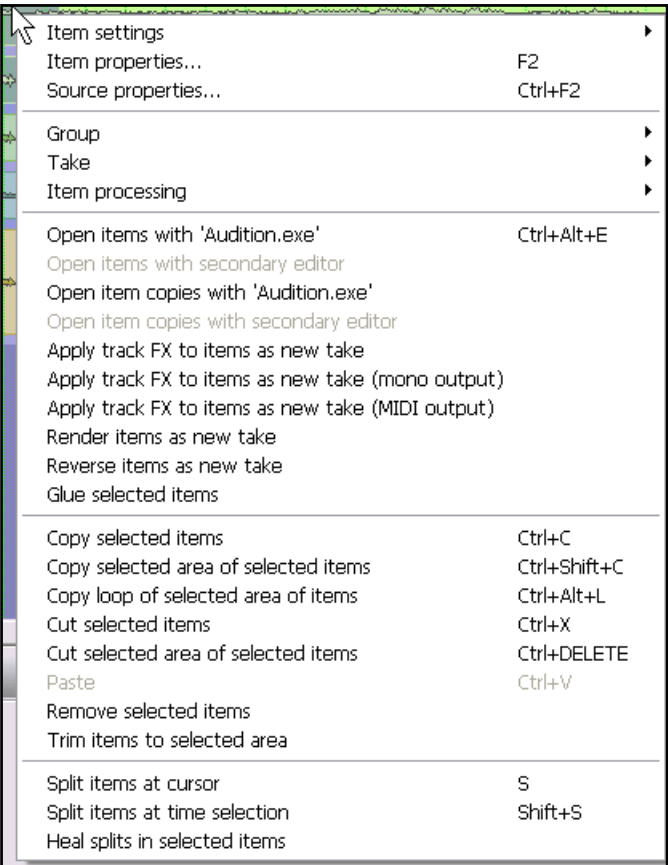 Item settings
Item properties... F2
Source properties... Ctrl+F2
Group
Take
Item processing
Open items with 'Audition.exe' Ctrl+Alt+E
Open items with secondary editor
Open item copies with 'Audition.exe'
Open item copies with secondary editor
Apply track FX to items as new take
Apply track FX to items as new take (mono output)
Apply track FX to items as new take (MIDI output)
Render items as new take
Reverse items as new take
Glue selected items
Copy selected items Ctrl+C
Copy selected area of selected items Ctrl+Shift+C
Copy loop of selected area of items Ctrl+Alt+L
Cut selected items Ctrl+X
Cut selected area of selected items Ctrl+DELETE
Paste Ctrl+V
Remove selected items
Trim items to selected area
Split items at cursor S
Split items at time selection Shift+S
Heal splits in selected items